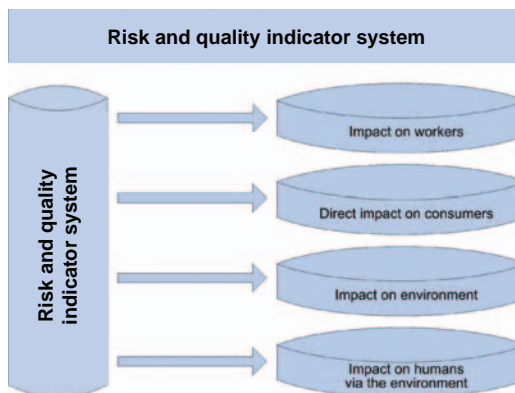 Risk and quality indicator system
Risk and quality
indicator system
Impact on workers
Direct impact on consumers
Impact on environment
Impact on humans
via the environment